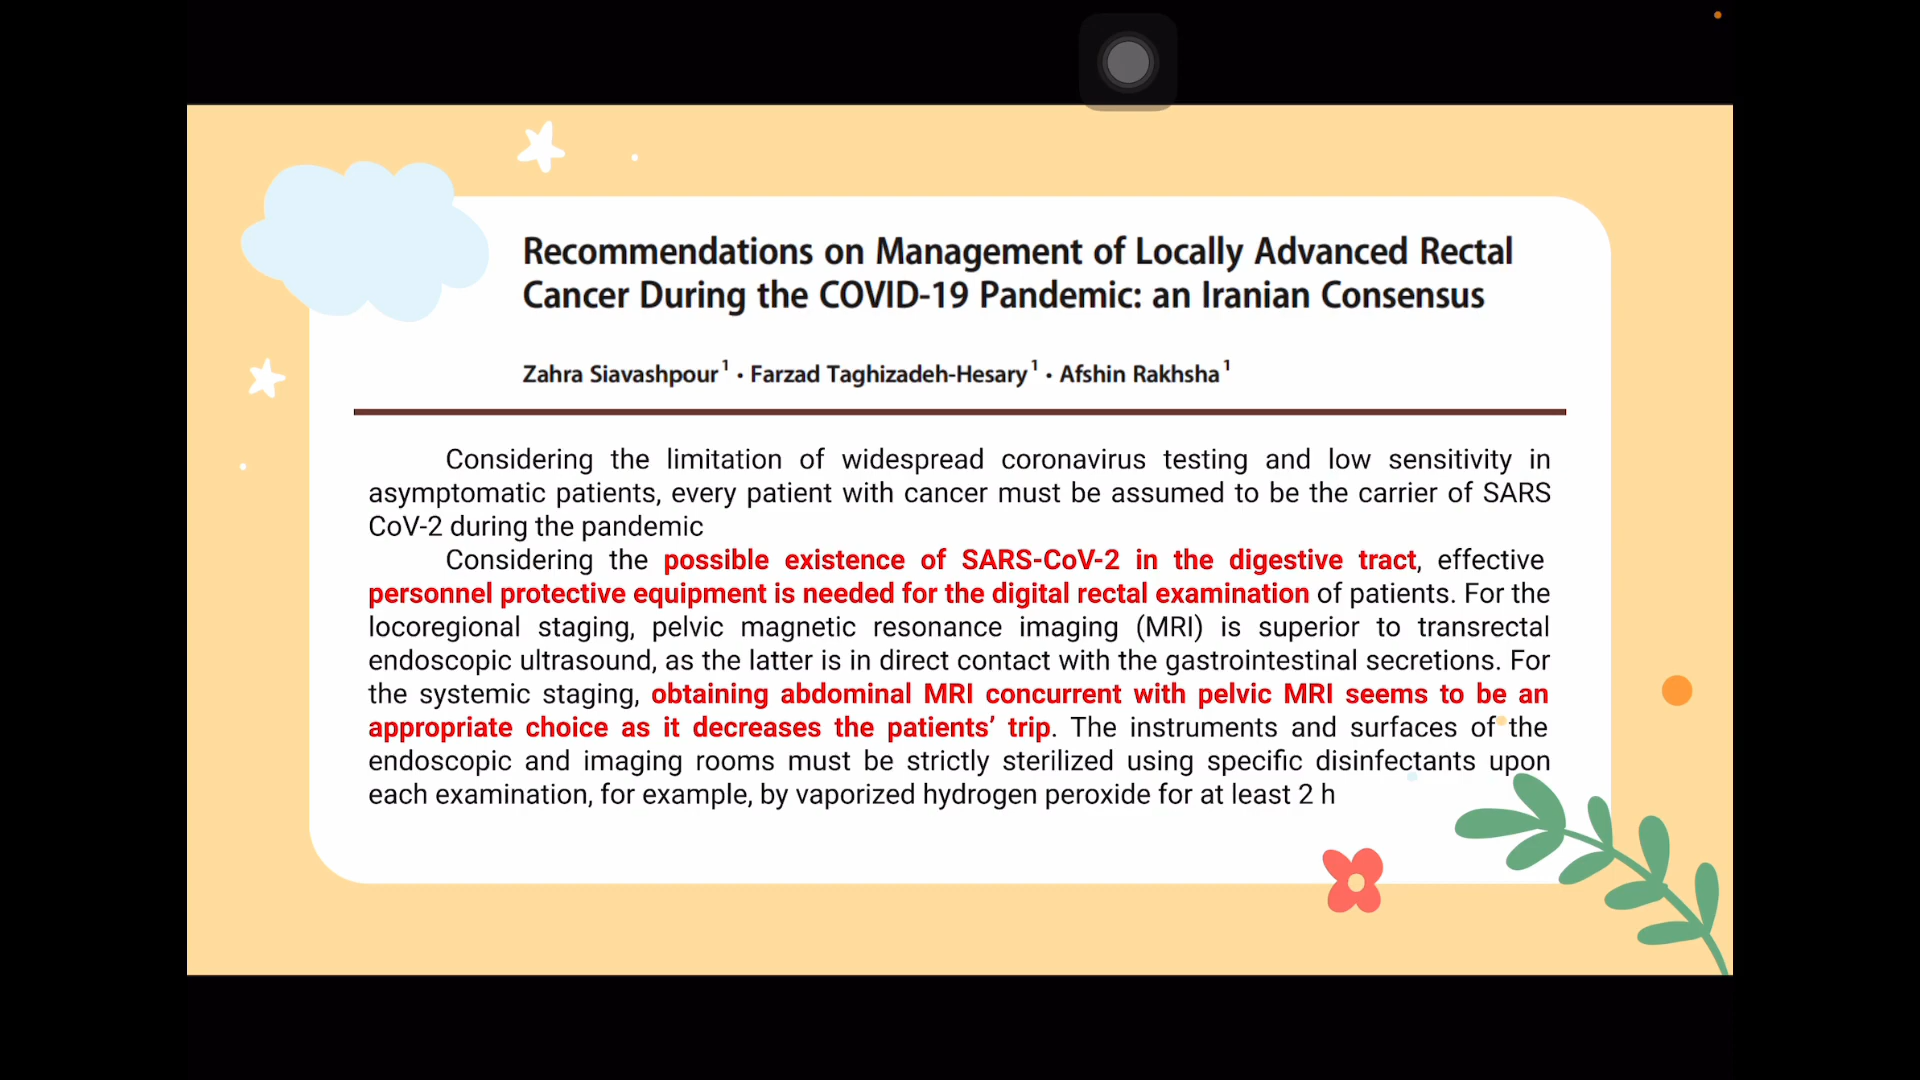 Recommendations on Management of Locally Advanced Rectal
Cancer During the COVID-19 Pandemic: an Iranian Consensus
Zahra Siavashpour 1 · Farzad Taghizadeh-Hesary 1 · Afshin Rakhsha 1
Considering the limitation of widespread coronavirus testing and low sensitivity in
asymptomatic patients, every patient with cancer must be assumed to be the carrier of SARS
CoV-2 during the pandemic
Considering the possible existence of SARS-CoV-2 in the digestive tract, effective
personnel protective equipment is needed for the digital rectal examination of patients. For the
locoregional staging, pelvic magnetic resonance imaging (MRI) is superior to transrectal
endoscopic ultrasound, as the latter is in direct contact with the gastrointestinal secretions. For
the systemic staging, obtaining abdominal MRI concurrent with pelvic MRI seems to be an
appropriate choice as it decreases the patients’ trip. The instruments and surfaces of the
endoscopic and imaging rooms must be strictly sterilized using specific disinfectants upon
each examination, for example, by vaporized hydrogen peroxide for at least 2 h